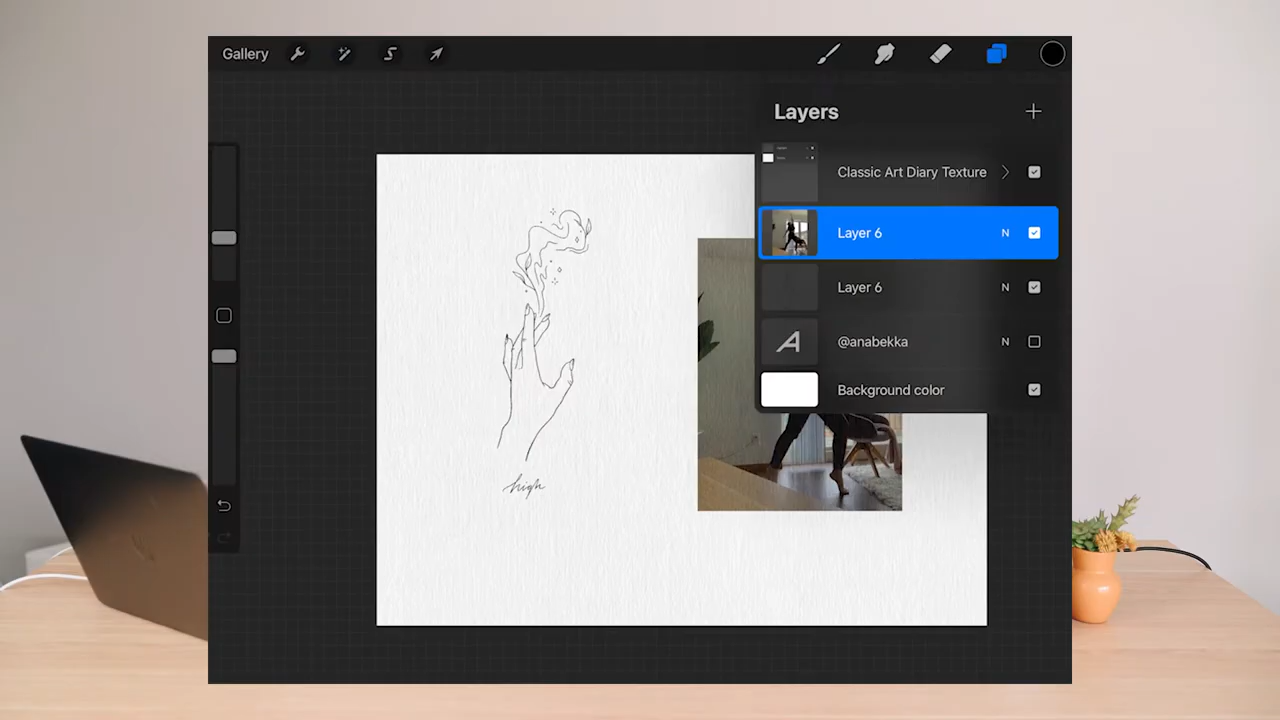 Gallery
Layers
Classic Art Diary Texture
Layer 6 N
Layer 6 N
@anabekka N
Background color
high